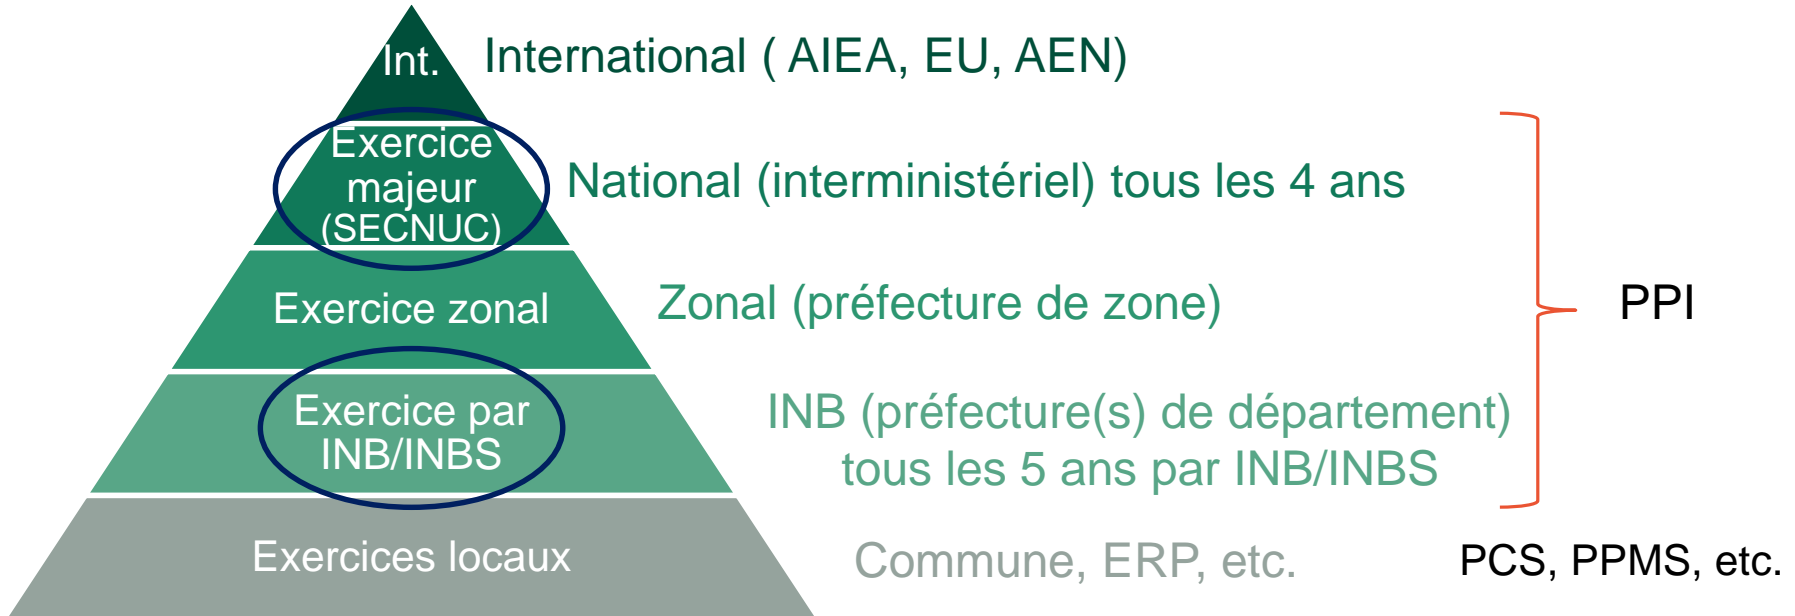 Int.
International ( AIEA, EU, AEN)
Exercice
majeur
(SECNUC)
National (interministériel) tous les 4 ans
Exercice zonal
Zonal (préfecture de zone)
PPI
Exercice par
INB/INBS
INB (préfecture(s) de département)
tous les 5 ans par INB/INBS
Exercices locaux
Commune, ERP, etc.
PCS, PPMS, etc.